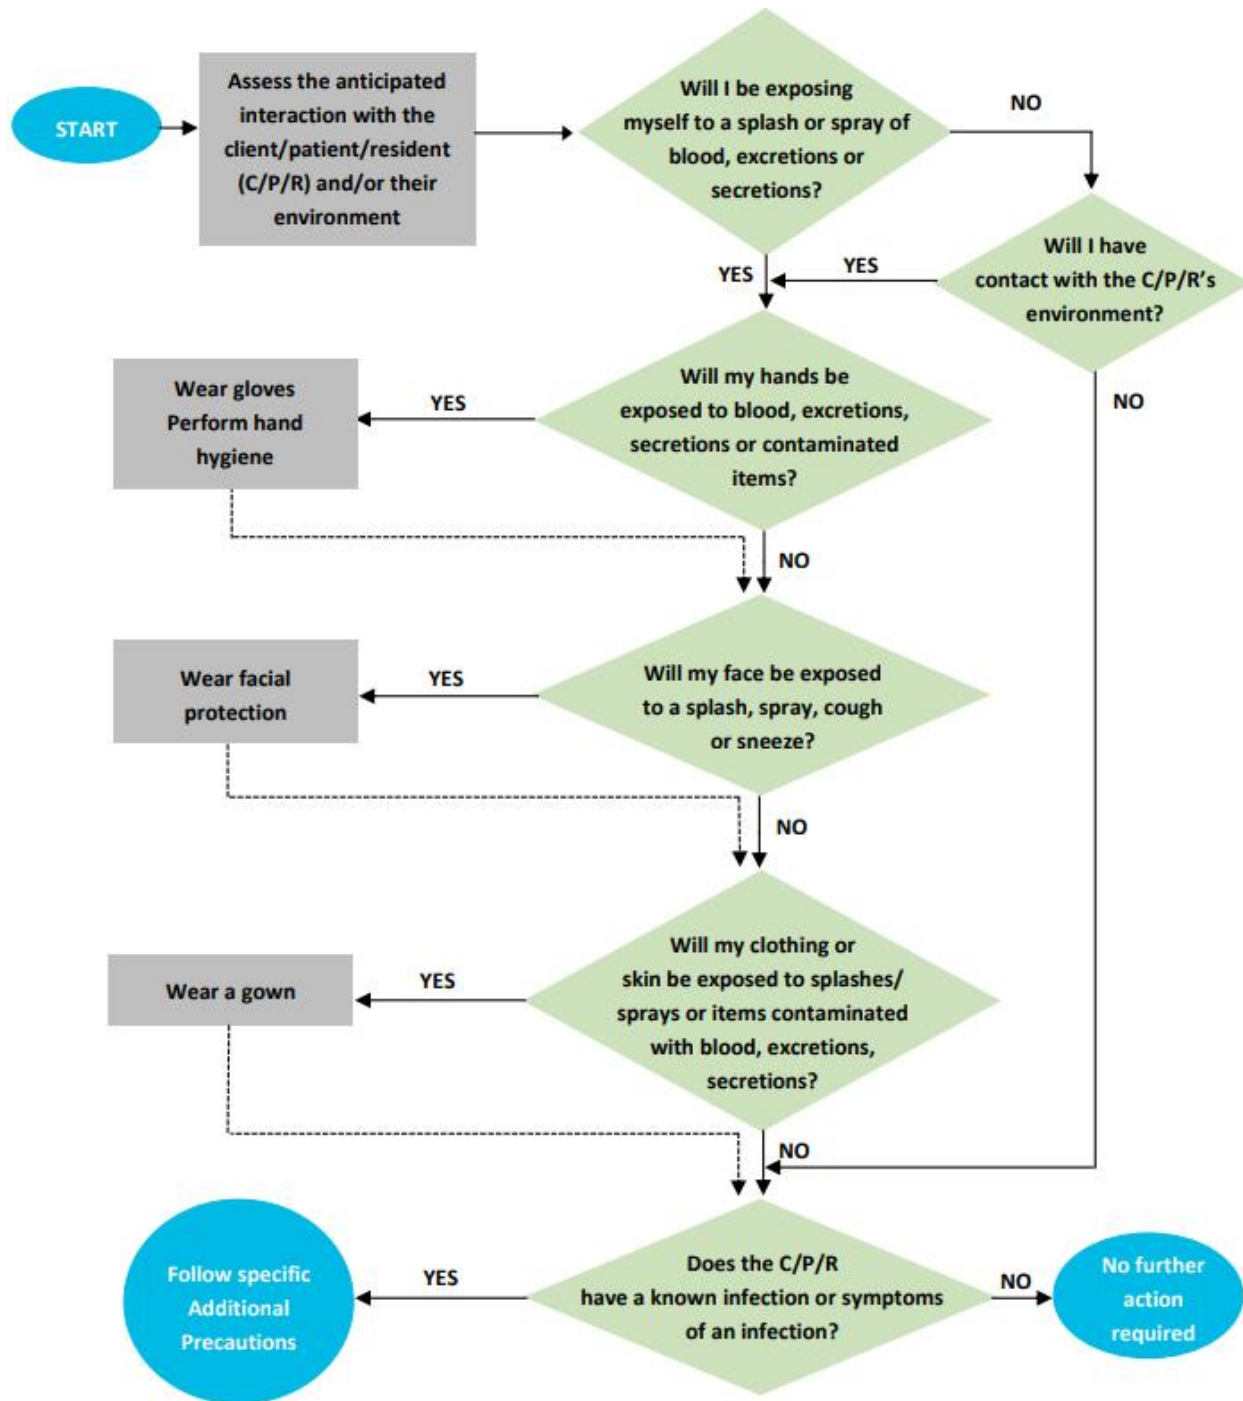 START
Assess the anticipated
interaction with the
client/patient/resident
(C/P/R) and/or their
environment
Will I be exposing
myself to a splash or spray of
blood, excretions or
secretions?
NO
Will I have
contact with the C/P/R's
environment?
YES
YES
NO
Will my hands be
exposed to blood, excretions,
secretions or contaminated
items?
YES
Wear gloves
Perform hand
hygiene
NO
Will my face be exposed
to a splash, spray, cough
or sneeze?
YES
Wear facial
protection
NO
Will my clothing or
skin be exposed to splashes/
sprays or items contaminated
with blood, excretions,
secretions?
YES
Wear a gown
NO
Does the C/P/R
have a known infection or symptoms
of an infection?
YES
Follow specific
Additional
Precautions
NO
No further
action
required